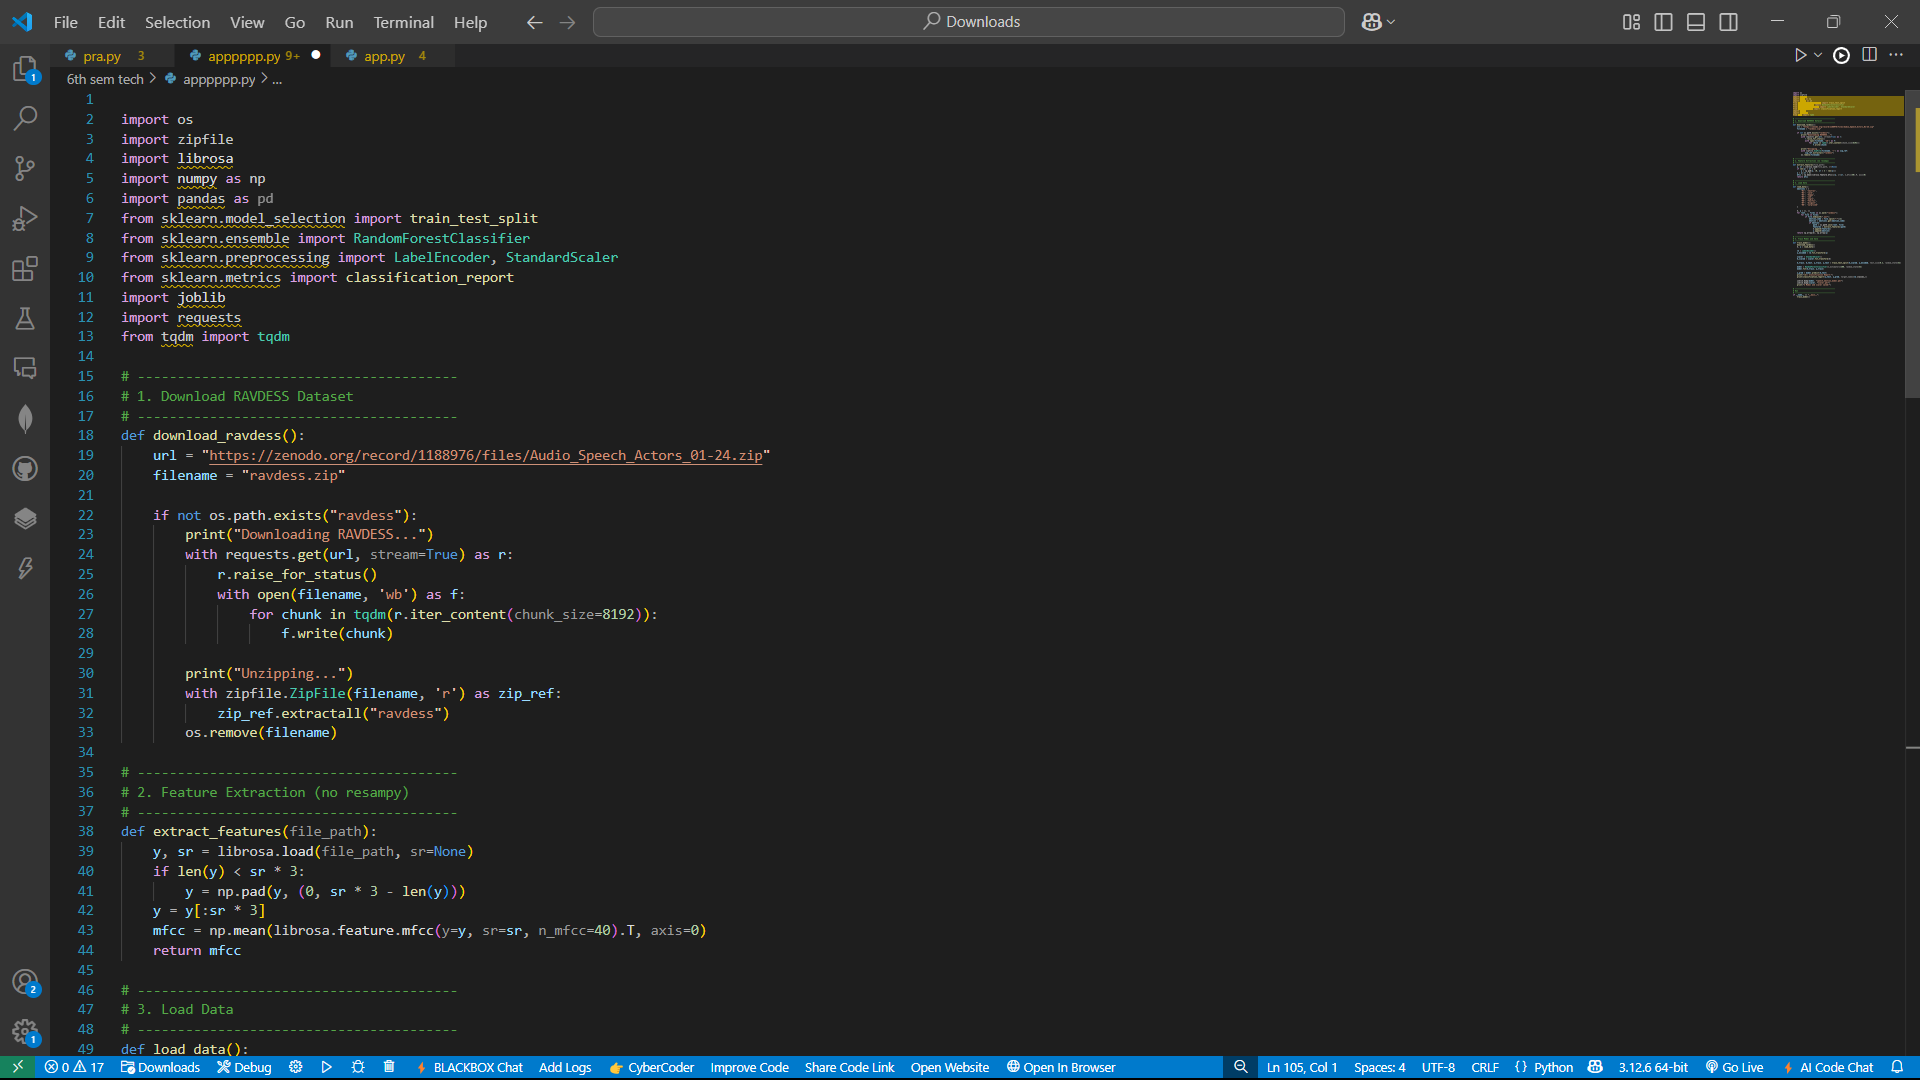 File Edit Selection View Go Run Terminal Help Downloads
pra.py 3 apppppp.py 9+ app.py 4
6th sem tech > apppppp.py > ...
1
2 import os
3 import zipfile
4 import librosa
5 import numpy as np
6 import pandas as pd
7 from sklearn.model_selection import train_test_split
8 from sklearn.ensemble import RandomForestClassifier
9 from sklearn.preprocessing import LabelEncoder, StandardScaler
10 from sklearn.metrics import classification_report
11 import joblib
12 import requests
13 from tqdm import tqdm
14
15 # ----------------------------------------
16 # 1. Download RAVDESS Dataset
17 # ----------------------------------------
18 def download_ravdess():
19     url = "https://zenodo.org/record/1188976/files/Audio_Speech_Actors_01-24.zip"
20     filename = "ravdess.zip"
21
22     if not os.path.exists("ravdess"):
23         print("Downloading RAVDESS...")
24         with requests.get(url, stream=True) as r:
25             r.raise_for_status()
26             with open(filename, 'wb') as f:
27                 for chunk in tqdm(r.iter_content(chunk_size=8192)):
28                     f.write(chunk)
29
30         print("Unzipping...")
31         with zipfile.ZipFile(filename, 'r') as zip_ref:
32             zip_ref.extractall("ravdess")
33         os.remove(filename)
34
35 # ----------------------------------------
36 # 2. Feature Extraction (no resampy)
37 # ----------------------------------------
38 def extract_features(file_path):
39     y, sr = librosa.load(file_path, sr=None)
40     if len(y) < sr * 3:
41         y = np.pad(y, (0, sr * 3 - len(y)))
42     y = y[:sr * 3]
43     mfcc = np.mean(librosa.feature.mfcc(y=y, sr=sr, n_mfcc=40).T, axis=0)
44     return mfcc
45
46 # ----------------------------------------
47 # 3. Load Data
48 # ----------------------------------------
49 def load_data():
1
2
1
0 17 Downloads Debug BLACKBOX Chat Add Logs CyberCoder Improve Code Share Code Link Open Website Open In Browser Ln 105, Col 1 Spaces: 4 UTF-8 CRLF {} Python 3.12.6 64-bit Go Live AI Code Chat